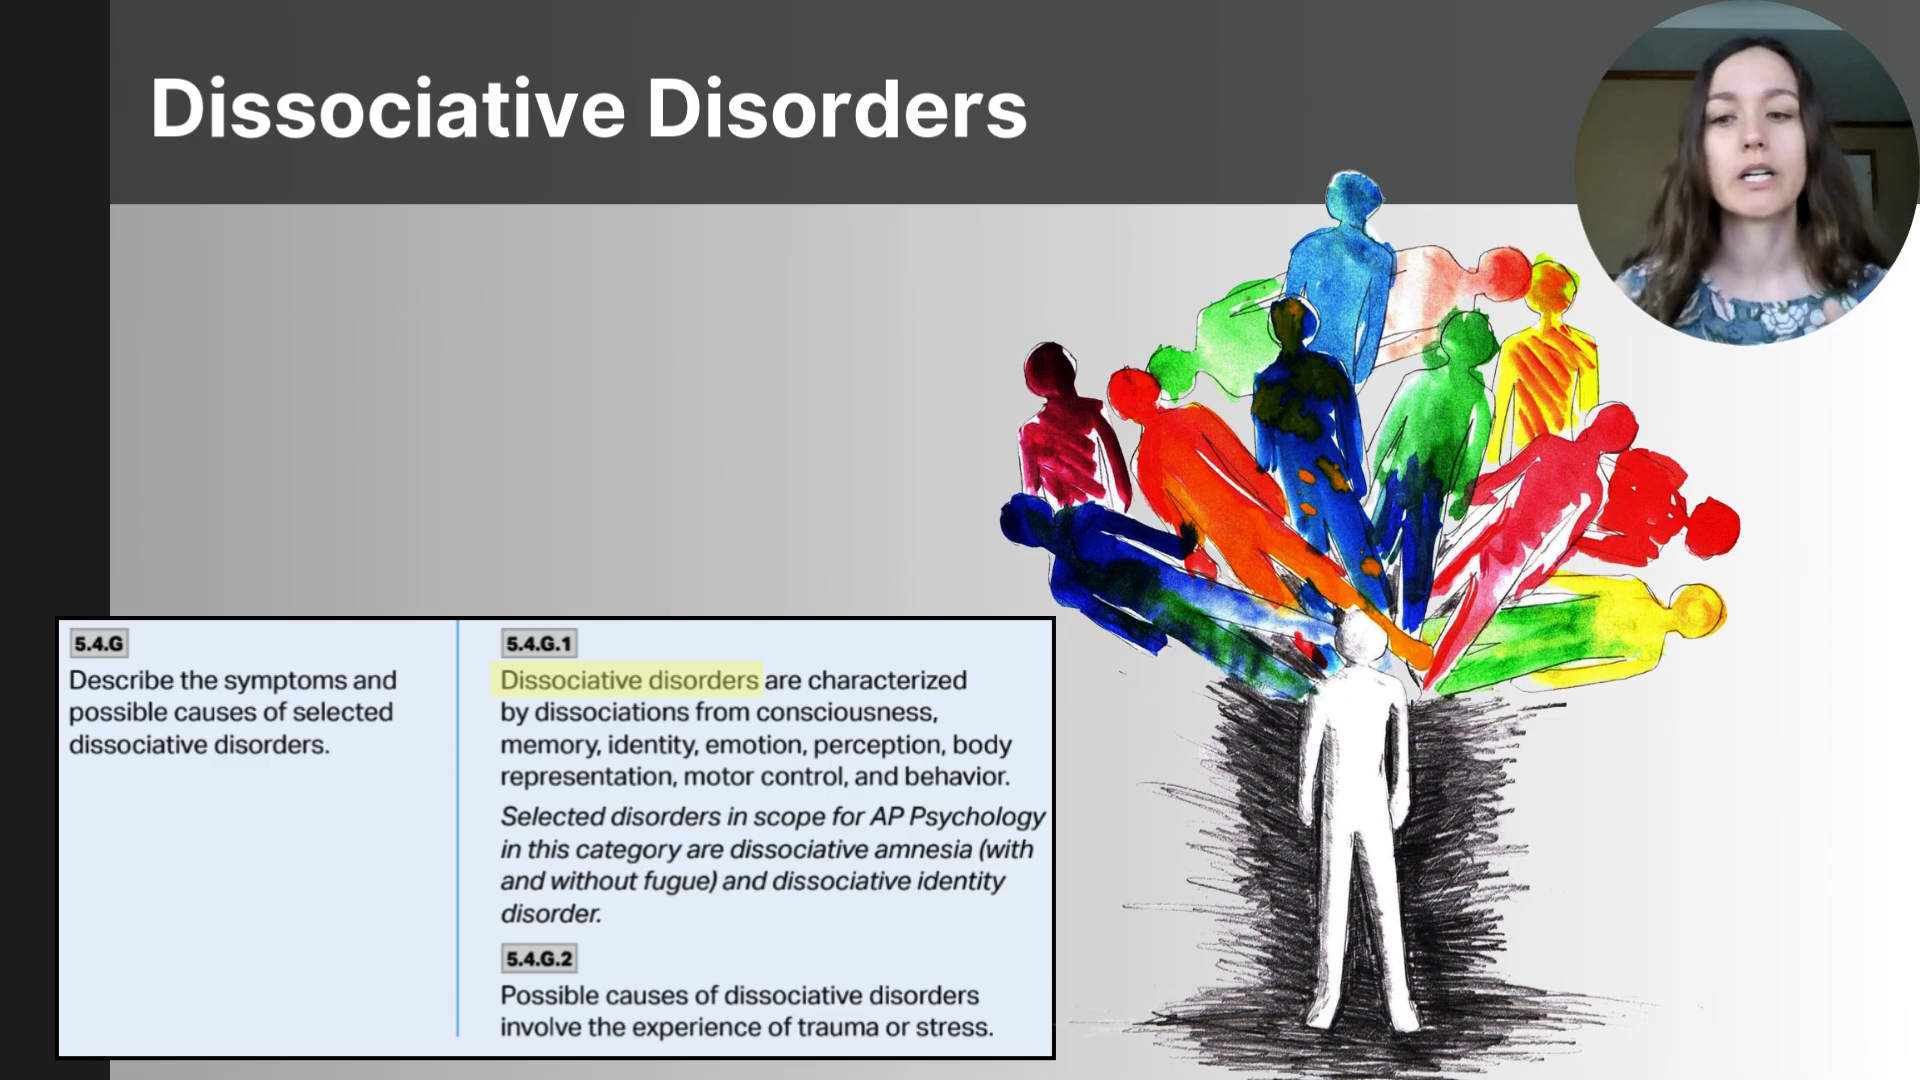 Dissociative Disorders
5.4.G
Describe the symptoms and
possible causes of selected
dissociative disorders.
5.4.G.1
Dissociative disorders are characterized
by dissociations from consciousness,
memory, identity, emotion, perception, body
representation, motor control, and behavior.
Selected disorders in scope for AP Psychology
in this category are dissociative amnesia (with
and without fugue) and dissociative identity
disorder.
5.4.G.2
Possible causes of dissociative disorders
involve the experience of trauma or stress.